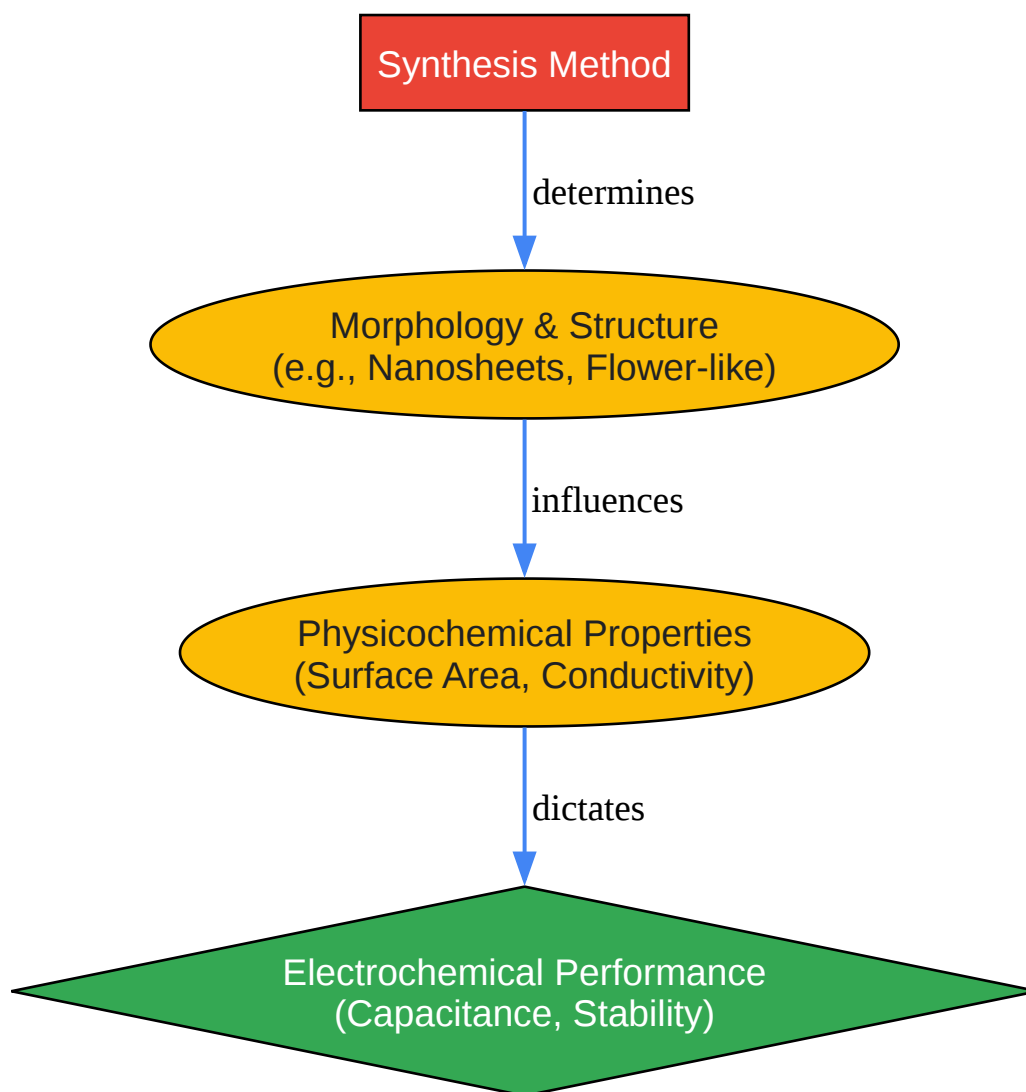 Synthesis Method
determines
Morphology & Structure
(e.g., Nanosheets, Flower-like)
influences
Physicochemical Properties
(Surface Area, Conductivity)
dictates
Electrochemical Performance
(Capacitance, Stability)